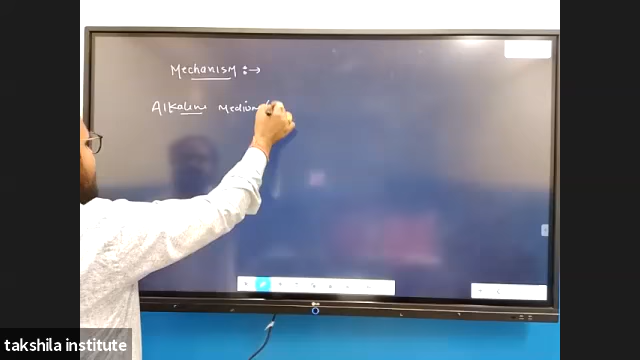 Mechanism :→
Alkaline Medium (
takshila institute